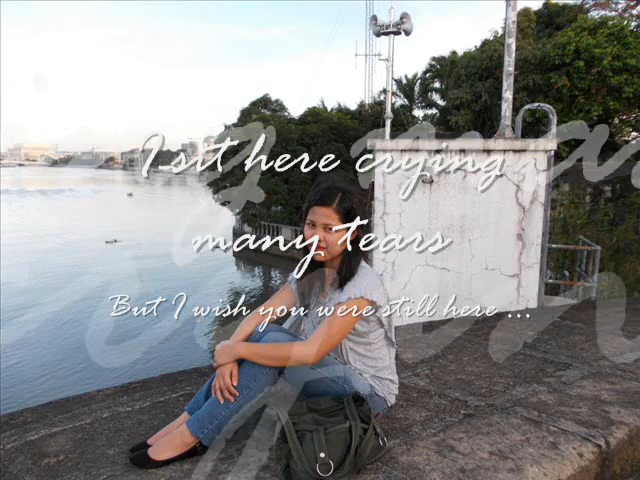 I sit here crying
many tears
But I wish you were still here ...